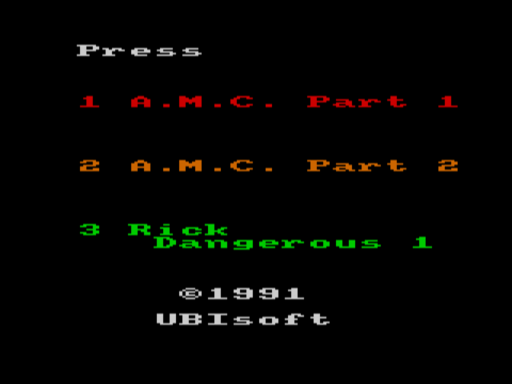 Press
1 A.M.C. Part 1
2 A.M.C. Part 2
3 Rick
Dangerous 1
©1991
UBIsoft